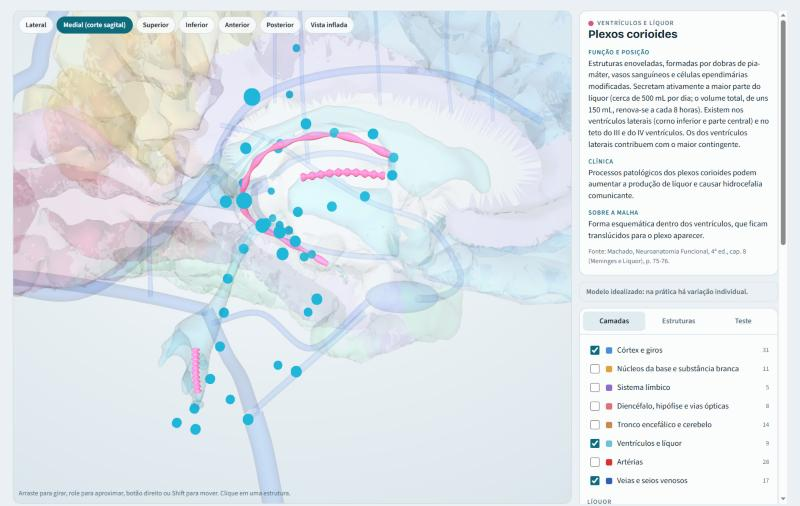 Lateral
Medial (corte sagital)
Superior
Inferior
Anterior
Posterior
Vista inflada
Arraste para girar, role para aproximar, botão direito ou Shift para mover. Clique em uma estrutura.
VENTRÍCULOS E LÍQUOR
Plexos corioides
FUNÇÃO E POSIÇÃO
Estruturas enoveladas, formadas por dobras de pia-
máter, vasos sanguíneos e células ependimárias
modificadas. Secretam ativamente a maior parte do
líquor (cerca de 500 mL por dia; o volume total, de uns
150 mL, renova-se a cada 8 horas). Existem nos
ventrículos laterais (corno inferior e parte central) e no
teto do III e do IV ventrículos. Os dos ventrículos
laterais contribuem com o maior contingente.
CLÍNICA
Processos patológicos dos plexos corioides podem
aumentar a produção de líquor e causar hidrocefalia
comunicante.
SOBRE A MALHA
Forma esquemática dentro dos ventrículos, que ficam
translúcidos para o plexo aparecer.
Fonte: Machado, Neuroanatomia Funcional, 4ª ed., cap. 8
(Meninges e Líquor), p. 75-76.
Modelo idealizado: na prática há variação individual.
Camadas
Estruturas
Teste
Córtex e giros 31
Núcleos da base e substância branca 11
Sistema límbico 5
Diencéfalo, hipófise e vias ópticas 8
Tronco encefálico e cerebelo 14
Ventrículos e líquor 9
Artérias 28
Veias e seios venosos 17
LÍQUOR